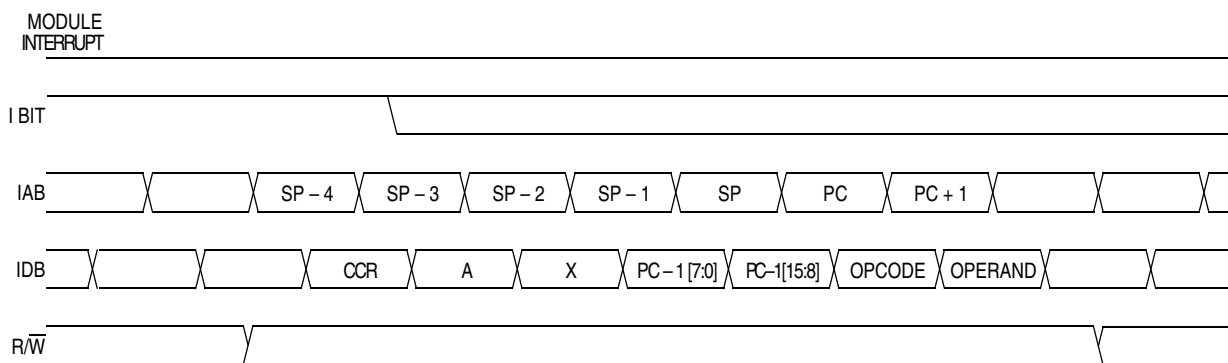 MODULE
INTERRUPT
I BIT
IAB SP – 4 SP – 3 SP – 2 SP – 1 SP PC PC + 1
IDB CCR A X PC – 1 [7:0] PC–1[15:8] OPCODE OPERAND
R/W̅